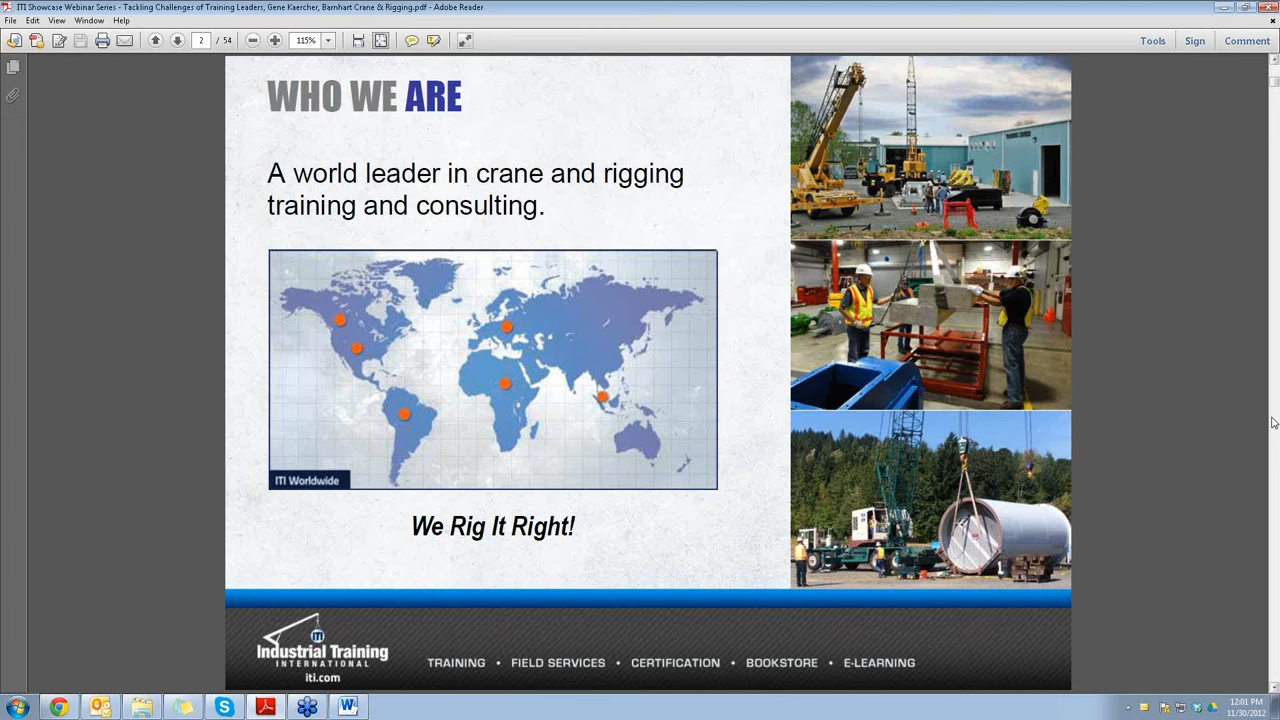 ITI Showcase Webinar Series - Tackling Challenges of Training Leaders, Gene Kaercher, Barnhart Crane & Rigging.pdf - Adobe Reader
File Edit View Window Help
2 / 54 115% Tools Sign Comment
WHO WE ARE
A world leader in crane and rigging
training and consulting.
TRAINING CENTER
ITI Worldwide
We Rig It Right!
ITI
Industrial Training
INTERNATIONAL
iti.com
TRAINING • FIELD SERVICES • CERTIFICATION • BOOKSTORE • E-LEARNING
12:01 PM
11/30/2012